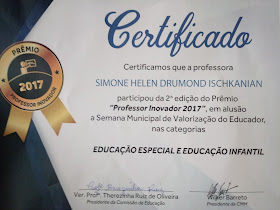 Certificado
PRÊMIO
2017
PROFESSOR INOVADOR
Certificamos que a professora
SIMONE HELEN DRUMOND ISCHKANIAN
participou da 2ª edição do Prêmio
"Professor Inovador 2017", em alusão
a Semana Municipal de Valorização do Educador,
nas categorias
EDUCAÇÃO ESPECIAL E EDUCAÇÃO INFANTIL
Ver. Profª. Therezinha Ruiz de Oliveira
Presidente da Comissão de Educação
Wilker Barreto
Presidente da CMM